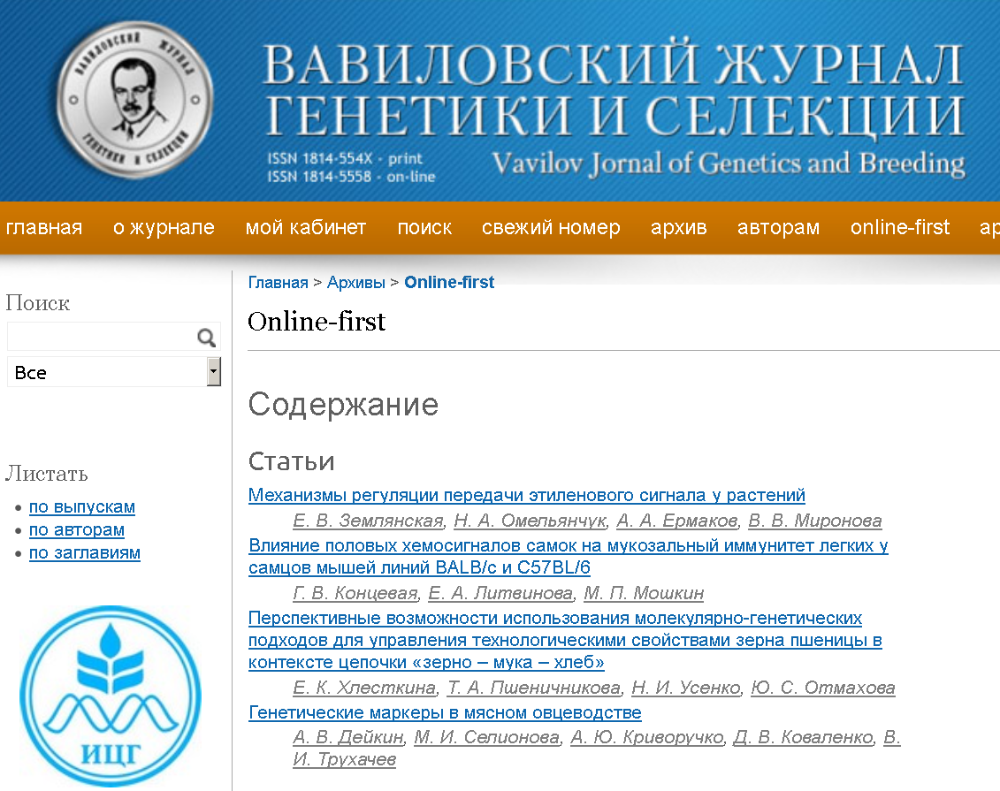 ВАВИЛОВСКИЙ ЖУРНАЛ
ГЕНЕТИКИ И СЕЛЕКЦИИ
ВАВИЛОВСКИЙ ЖУРНАЛ
ГЕНЕТИКИ И СЕЛЕКЦИИ
ISSN 1814-554X - print
ISSN 1814-5558 - on-line
Vavilov Jornal of Genetics and Breeding
главная о журнале мой кабинет поиск свежий номер архив авторам online-first ар
Поиск
Все
Листать
по выпускам
по авторам
по заглавиям
ИЦГ
Главная > Архивы > Online-first
Online-first
Содержание
Статьи
Механизмы регуляции передачи этиленового сигнала у растений
Е. В. Землянская, Н. А. Омельянчук, А. А. Ермаков, В. В. Миронова
Влияние половых хемосигналов самок на мукозальный иммунитет легких у
самцов мышей линий BALB/c и C57BL/6
Г. В. Концевая, Е. А. Литвинова, М. П. Мошкин
Перспективные возможности использования молекулярно-генетических
подходов для управления технологическими свойствами зерна пшеницы в
контексте цепочки «зерно – мука – хлеб»
Е. К. Хлесткина, Т. А. Пшеничникова, Н. И. Усенко, Ю. С. Отмахова
Генетические маркеры в мясном овцеводстве
А. В. Дейкин, М. И. Селионова, А. Ю. Криворучко, Д. В. Коваленко, В.
И. Трухачев